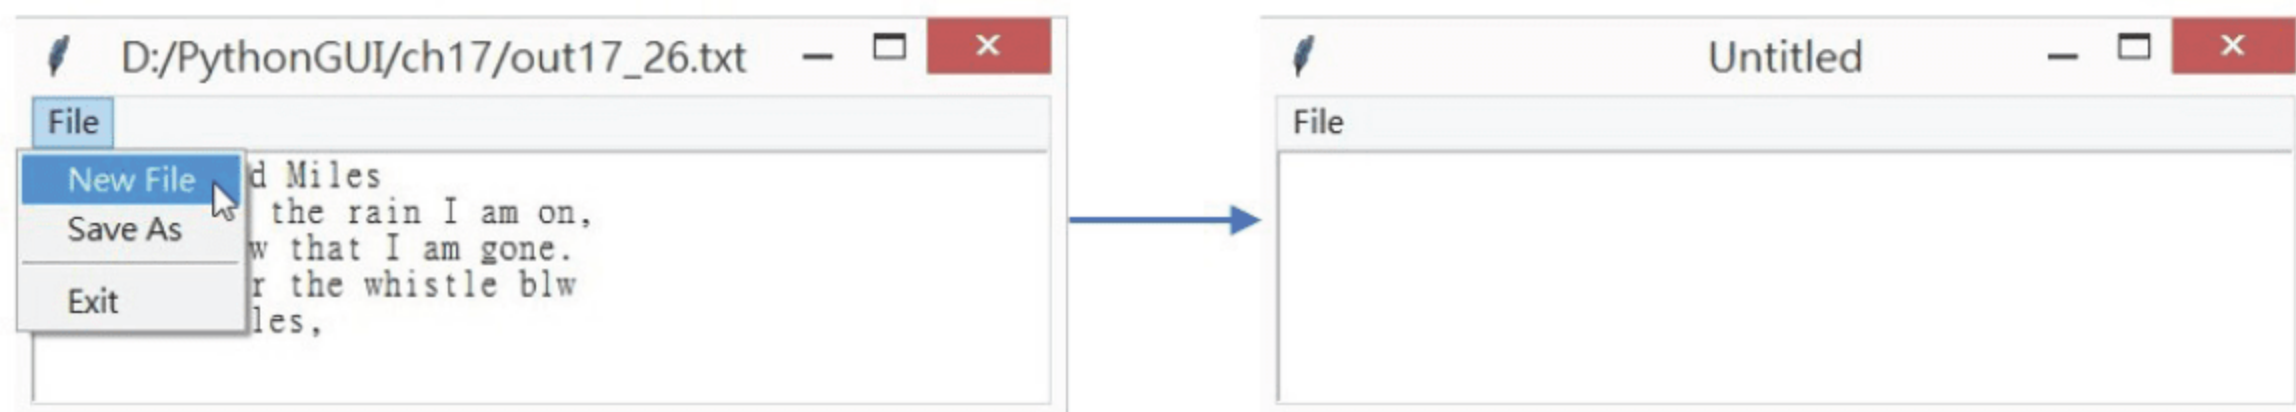 D:/PythonGUI/ch17/out17_26.txt
File
New File
Save As
Exit
d Miles
the rain I am on,
w that I am gone.
r the whistle blw
les,
Untitled
File